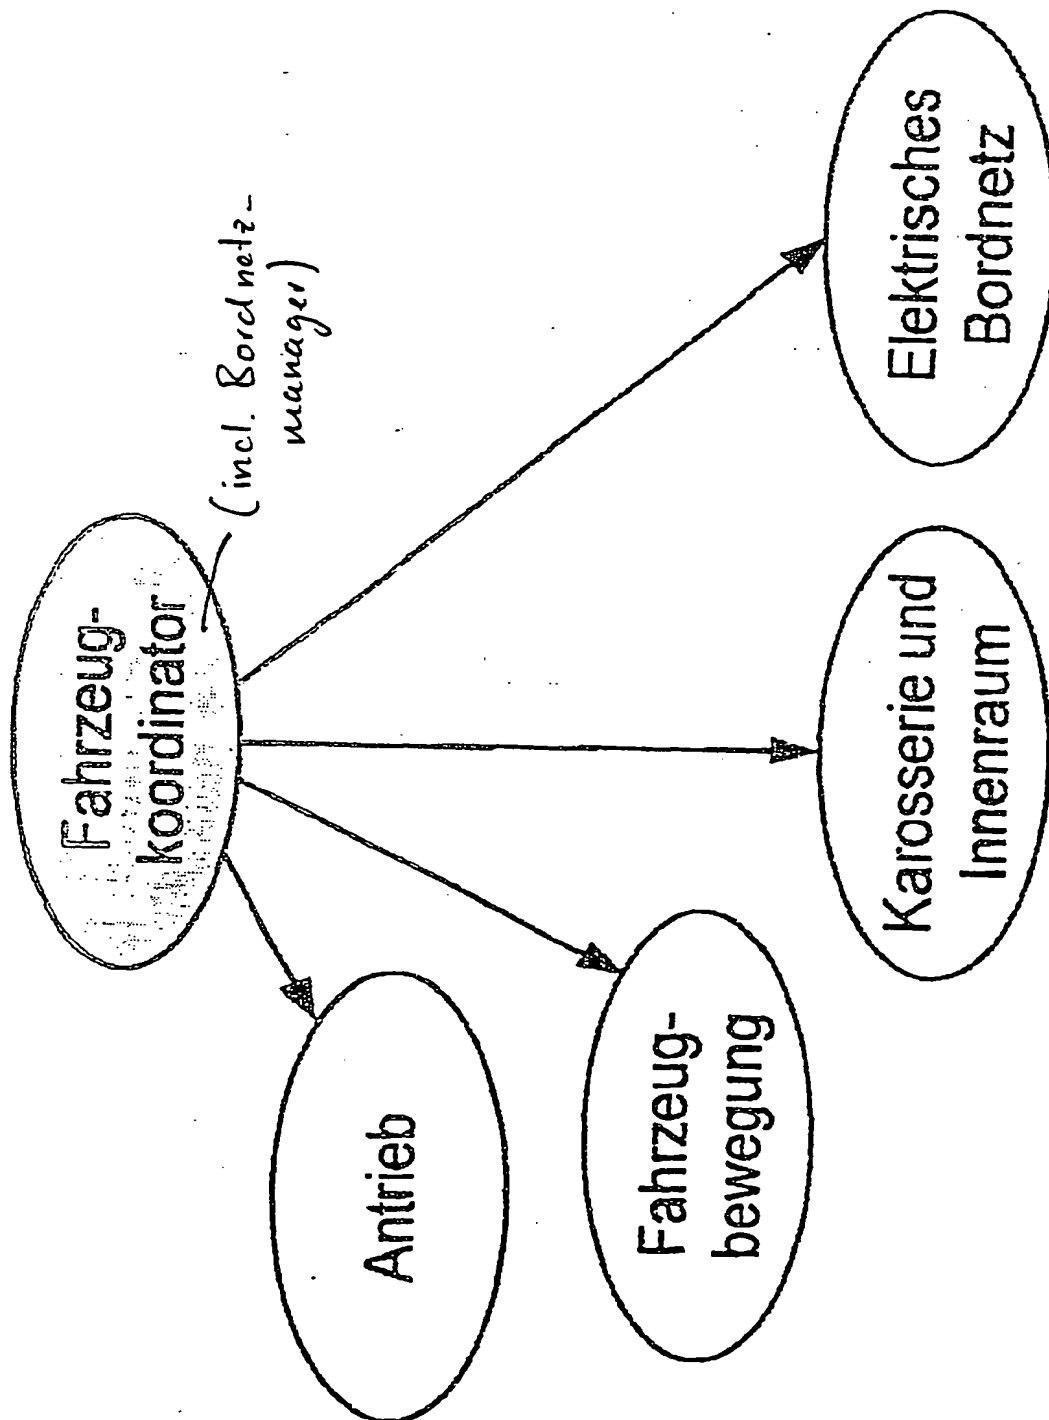 Fahrzeug-
koordinator
(incl. Bordnetz-
manager)
Antrieb
Fahrzeug-
bewegung
Karosserie und
Innenraum
Elektrisches
Bordnetz